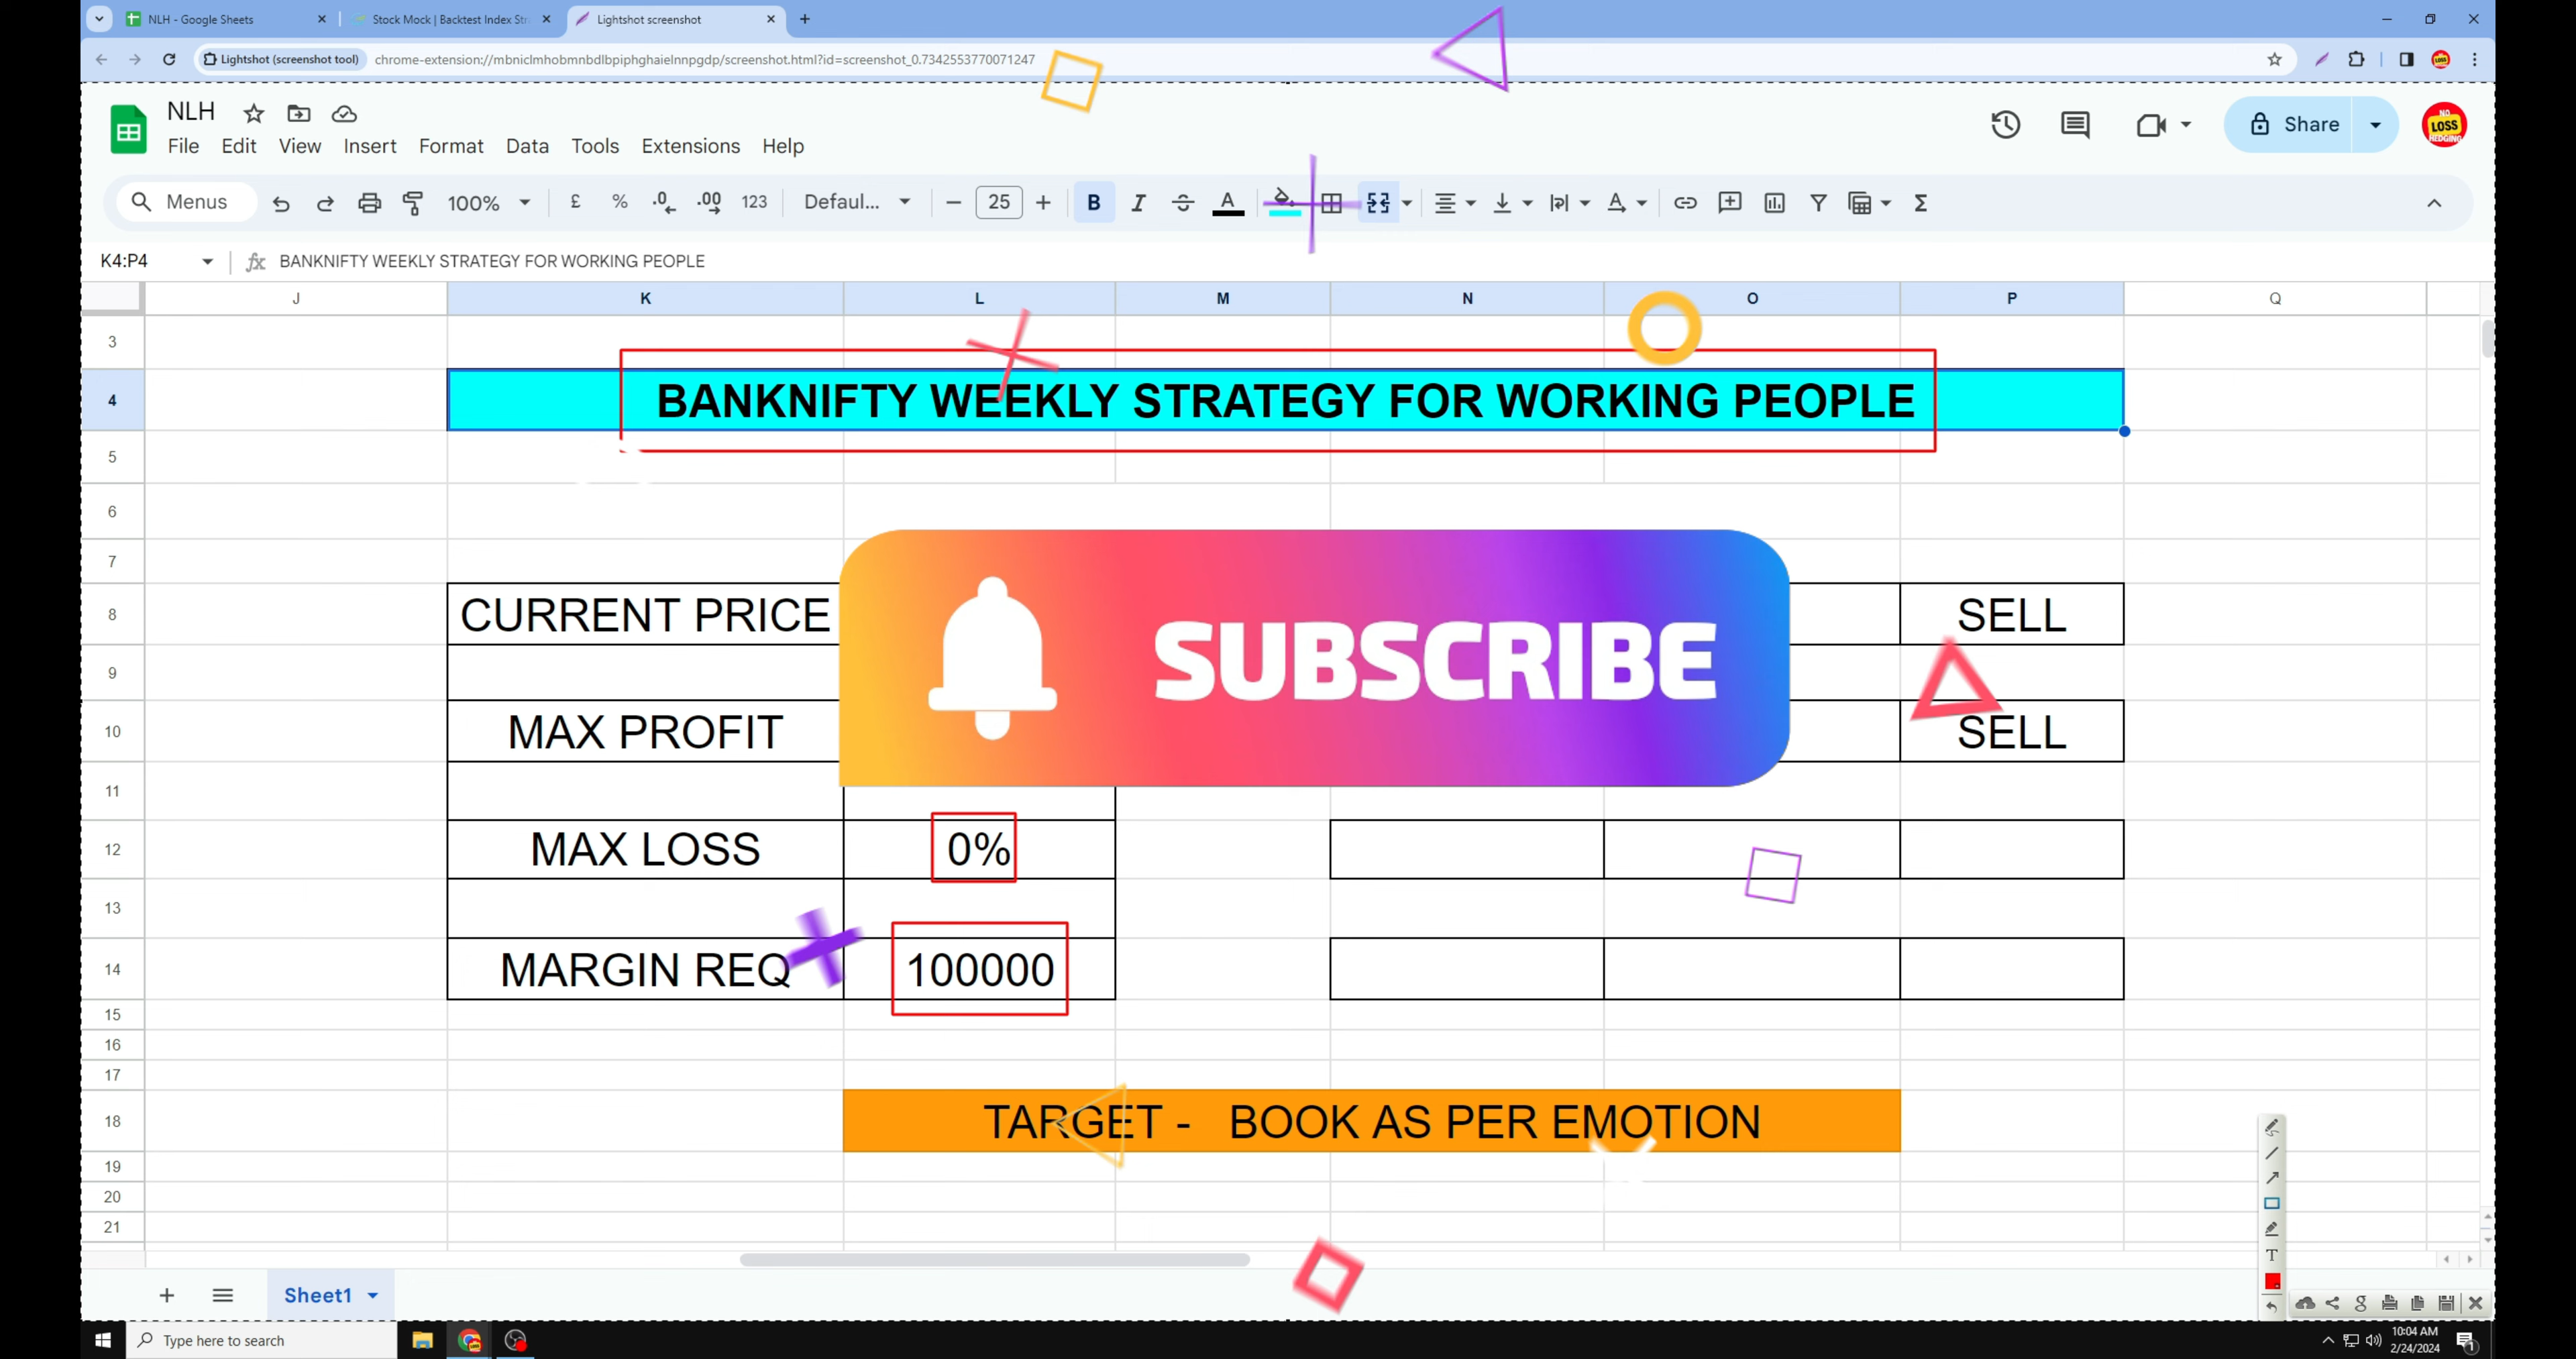 NLH - Google Sheets
Stock Mock | Backtest Index Str
Lightshot screenshot
Lightshot (screenshot tool)
chrome-extension://mbniclmhobmnbdlbpiphghaielnnpgdp/screenshot.html?id=screenshot_0.7342553770071247
NLH
File Edit View Insert Format Data Tools Extensions Help
Share
NO LOSS HEDGING
Menus 100% £ % .0 .00 123 Defaul... 25 B I A
K4:P4 fx BANKNIFTY WEEKLY STRATEGY FOR WORKING PEOPLE
J K L M N O P Q
3
4 BANKNIFTY WEEKLY STRATEGY FOR WORKING PEOPLE
5
6
7
8 CURRENT PRICE SELL
9
SUBSCRIBE
10 MAX PROFIT SELL
11
12 MAX LOSS 0%
13
14 MARGIN REQ 100000
15
16
17
18 TARGET - BOOK AS PER EMOTION
19
20
21
Sheet1
Type here to search
10:04 AM
2/24/2024
1